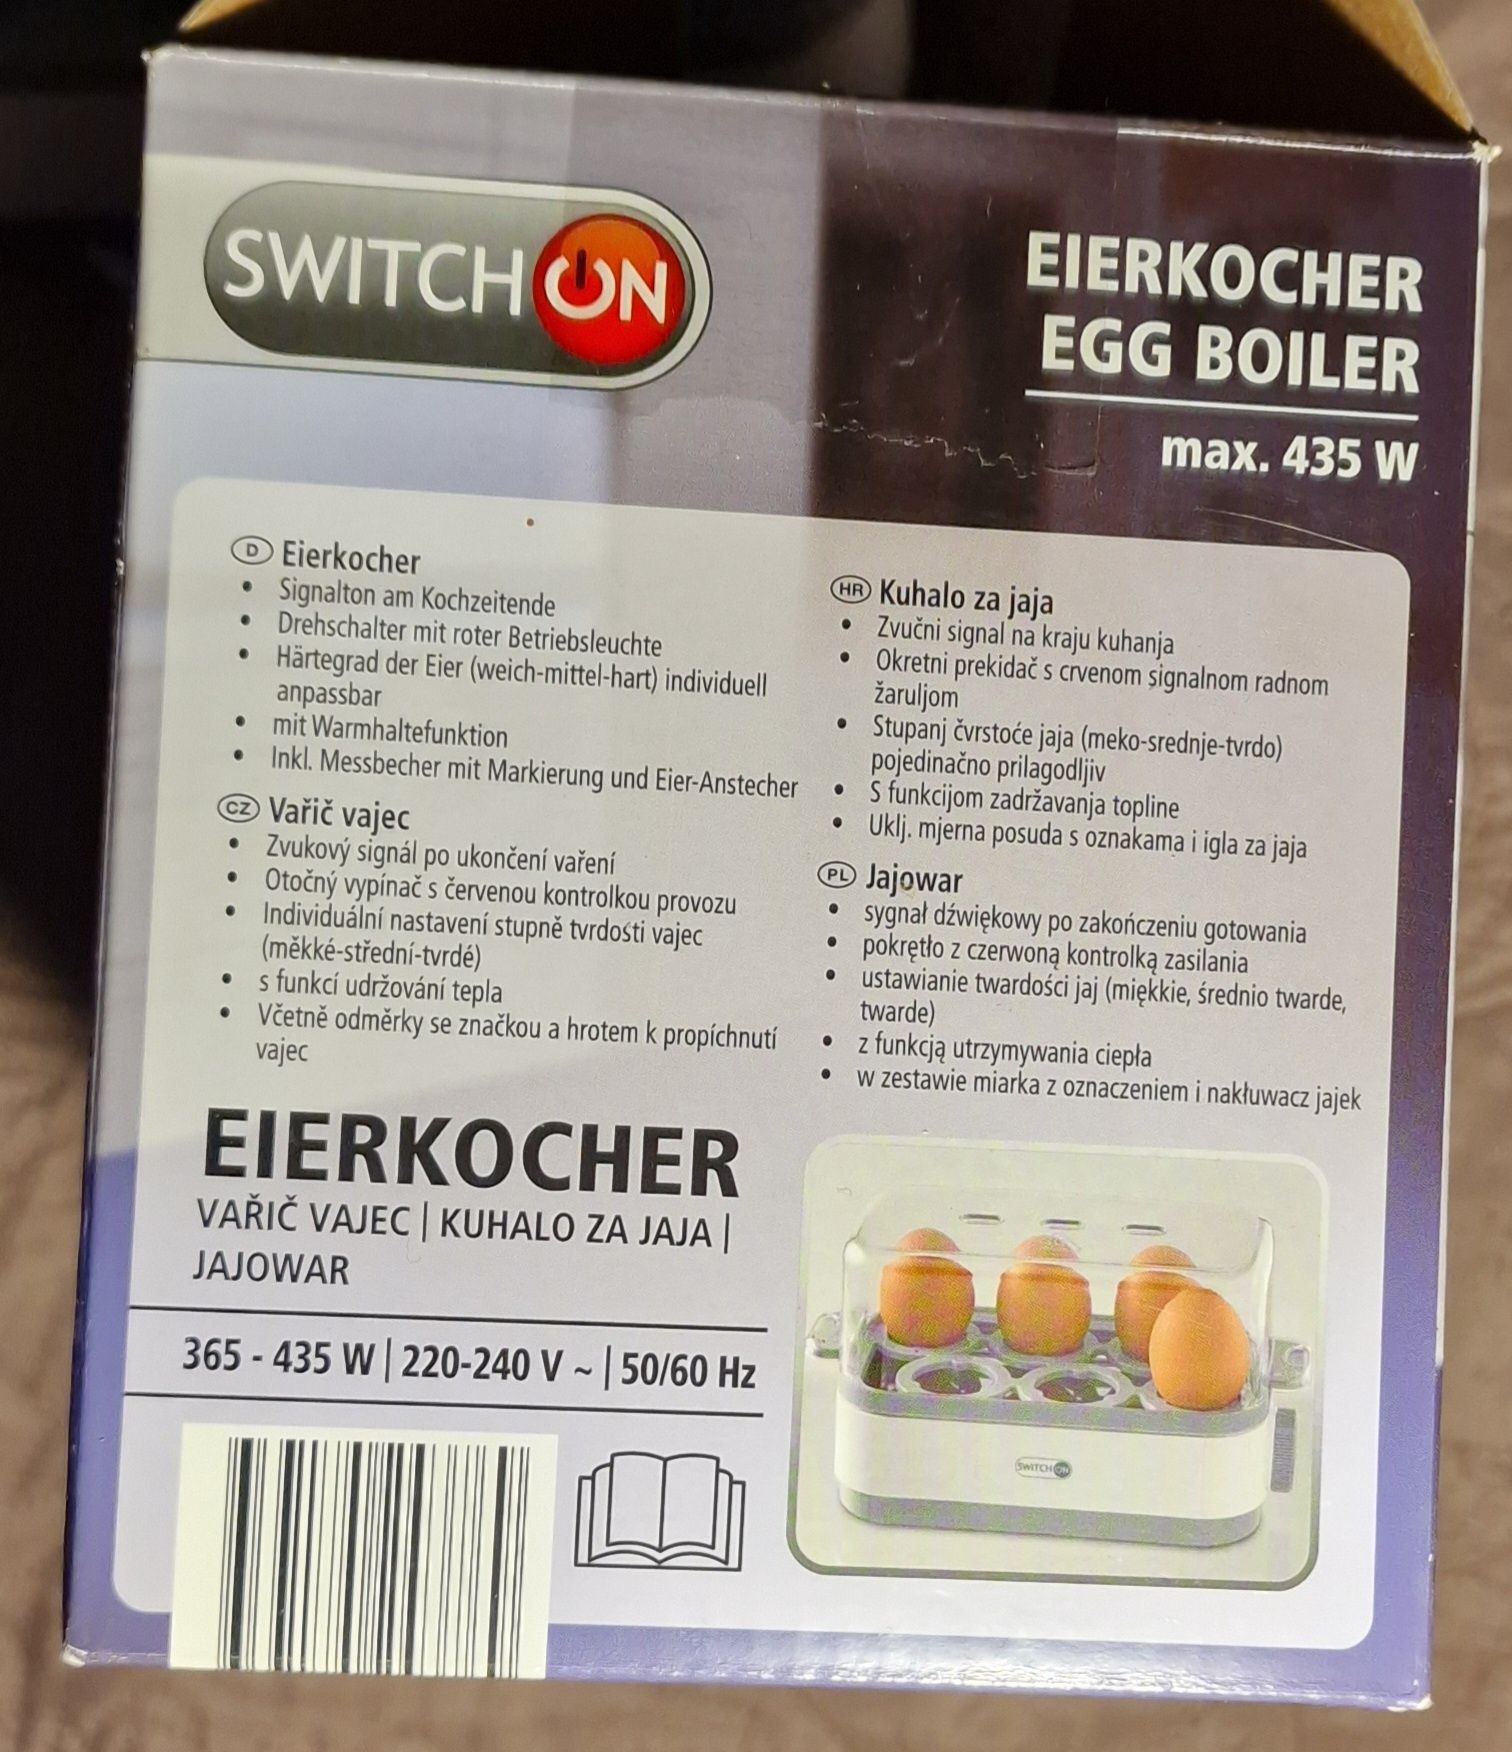 SWITCH ON
EIERKOCHER
EGG BOILER
max. 435 W
D Eierkocher
• Signalton am Kochzeitende
• Drehschalter mit roter Betriebsleuchte
• Härtegrad der Eier (weich-mittel-hart) individuell
anpassbar
• mit Warmhaltefunktion
• Inkl. Messbecher mit Markierung und Eier-Anstecher
CZ Vařič vajec
• Zvukový signál po ukončení vaření
• Otočný vypínač s červenou kontrolkou provozu
• Individuální nastavení stupně tvrdosti vajec
(měkké-střední-tvrdé)
• s funkcí udržování tepla
• Včetně odměrky se značkou a hrotem k propíchnutí
vajec
HR Kuhalo za jaja
• Zvučni signal na kraju kuhanja
• Okretni prekidač s crvenom signalnom radnom
žaruljom
• Stupanj čvrstoće jaja (meko-srednje-tvrdo)
pojedinačno prilagodljiv
• S funkcijom zadržavanja topline
• Uklj. mjerna posuda s oznakama i igla za jaja
PL Jajowar
• sygnał dźwiękowy po zakończeniu gotowania
• pokrętło z czerwoną kontrolką zasilania
• ustawianie twardości jaj (miękkie, średnio twarde,
twarde)
• z funkcją utrzymywania ciepła
• w zestawie miarka z oznaczeniem i nakłuwacz jajek
EIERKOCHER
VAŘIČ VAJEC | KUHALO ZA JAJA |
JAJOWAR
365 - 435 W | 220-240 V ~ | 50/60 Hz
SWITCH ON